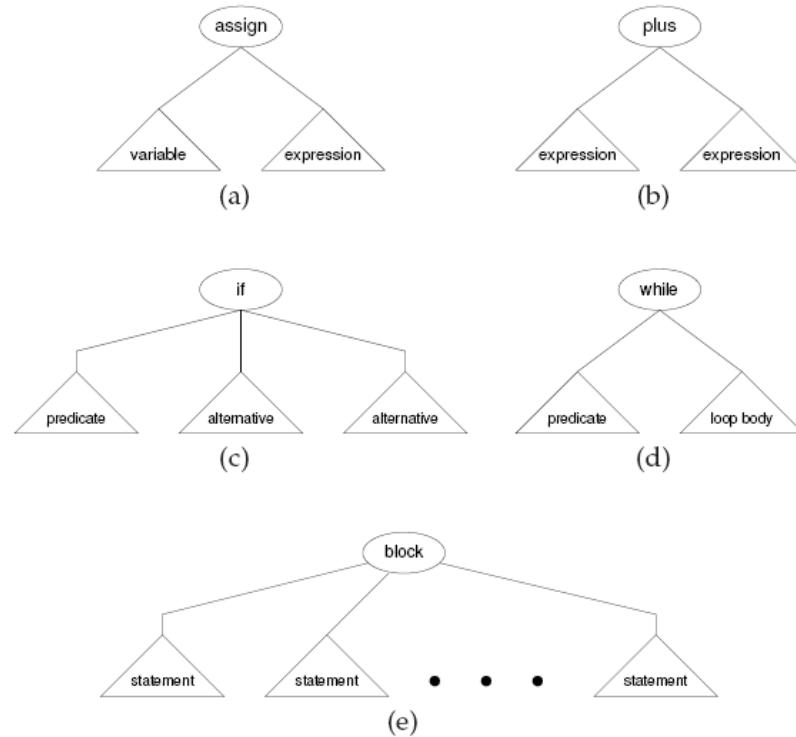 assign plus
variable expression expression expression
(a) (b)
if while
predicate alternative alternative predicate loop body
(c) (d)
block
statement statement statement
(e)